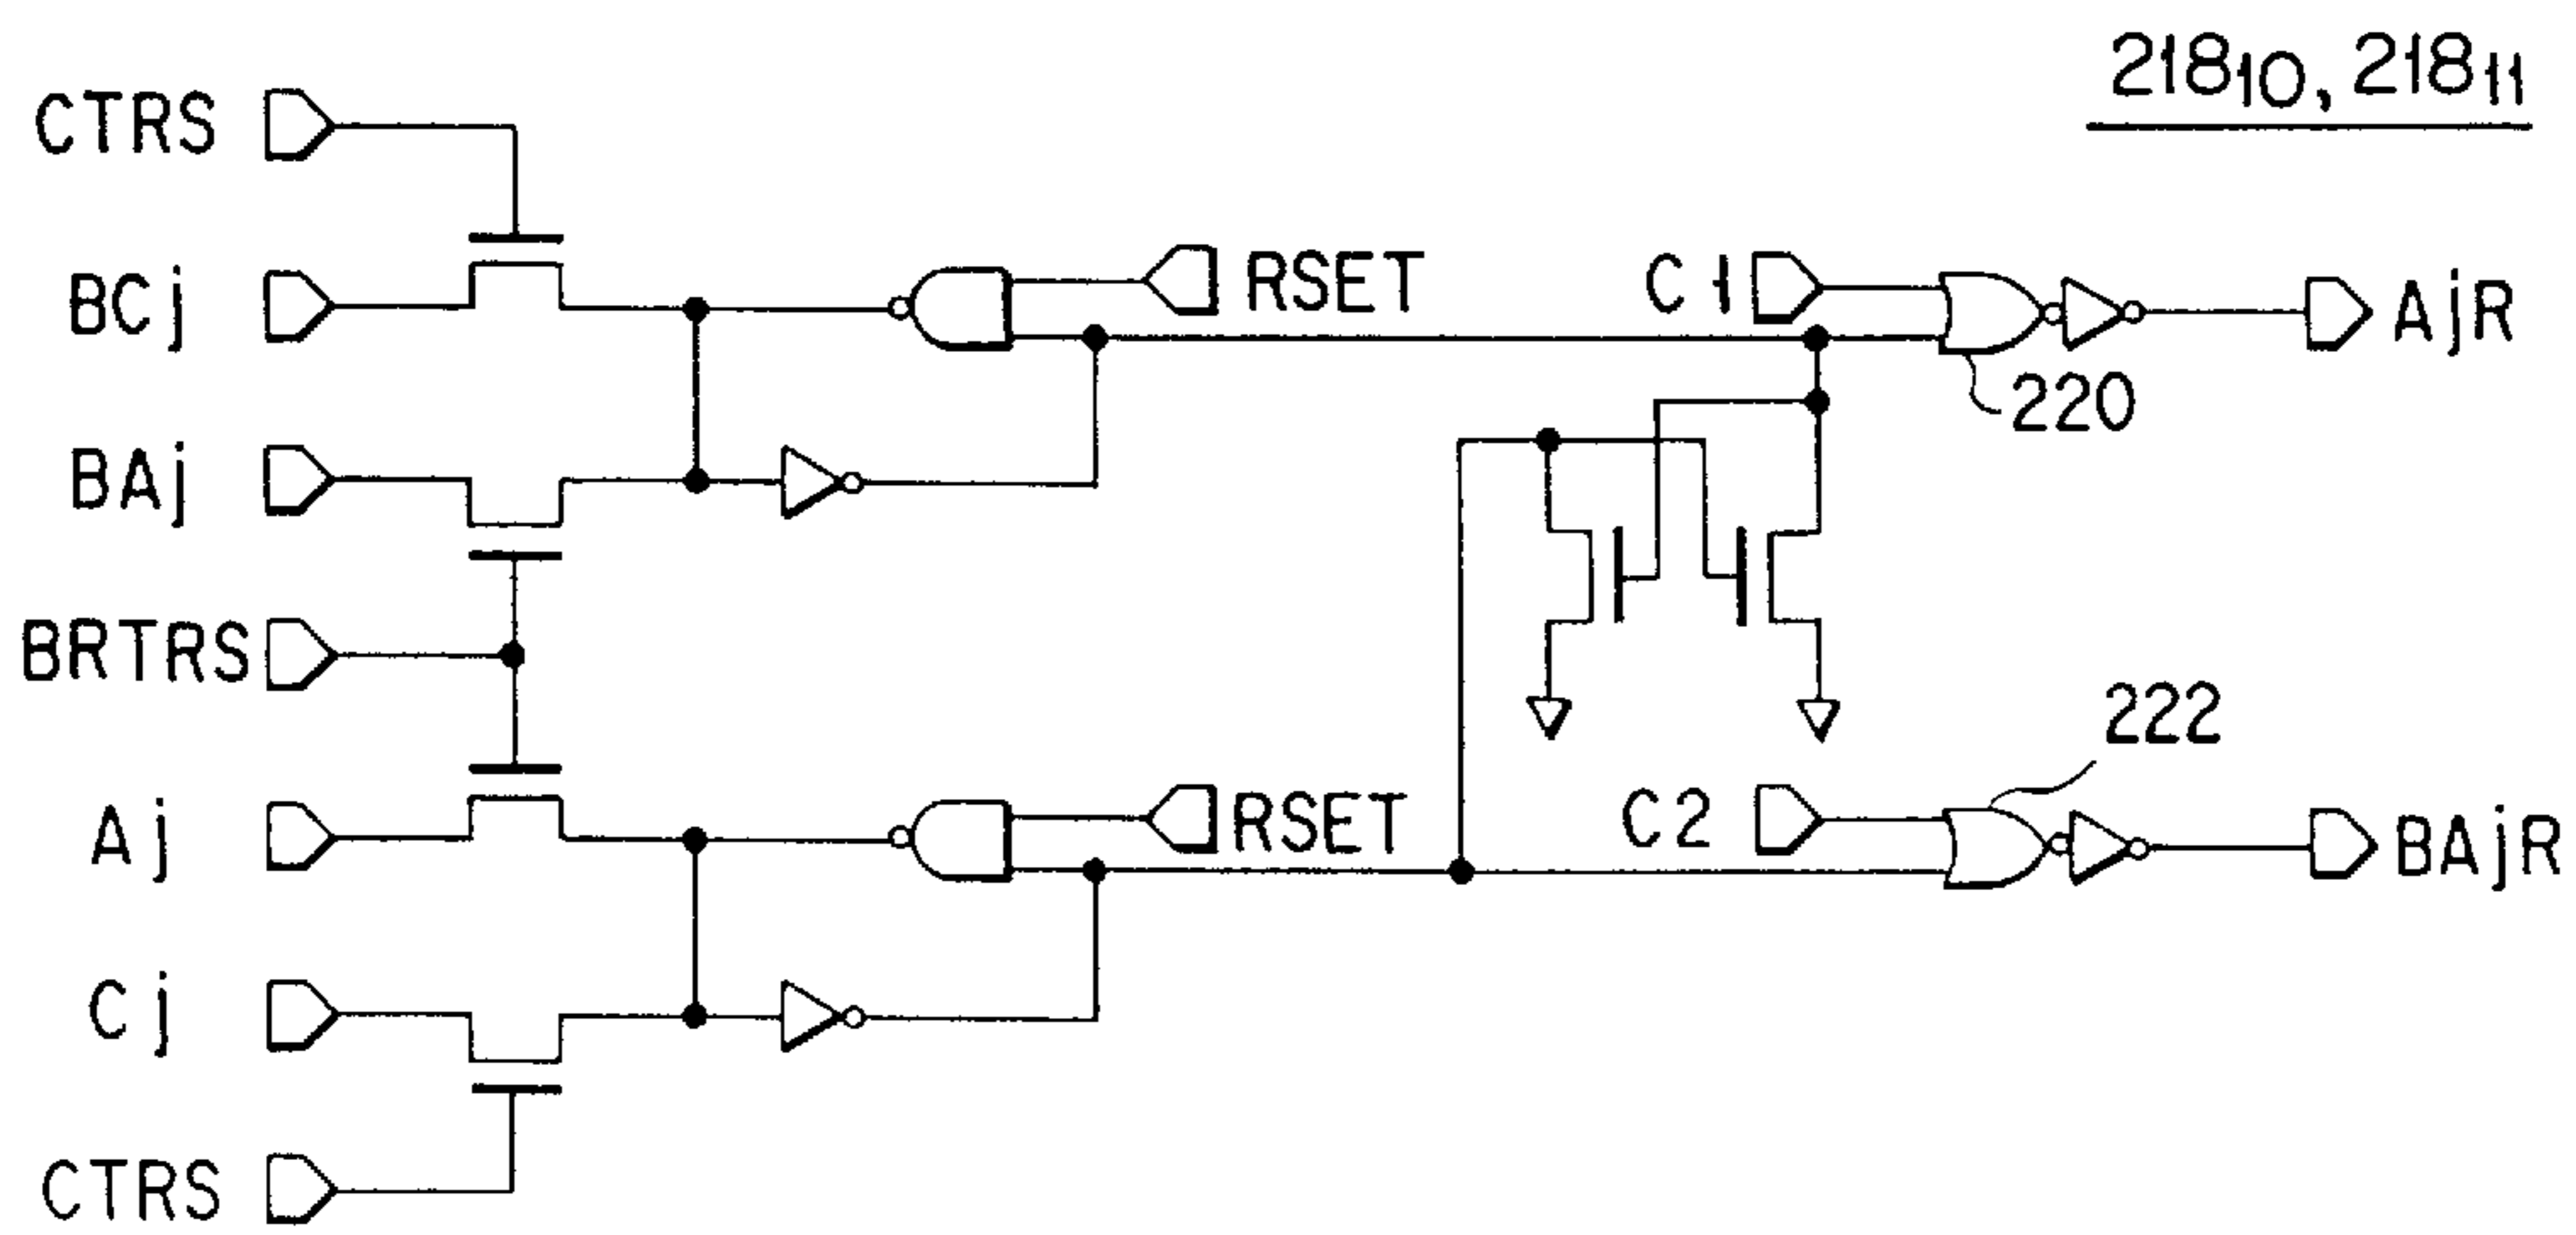 218₁₀, 218₁₁
CTRS
BCj
RSET
C1
AjR
220
BAj
BRTRS
222
Aj
RSET
C2
BAjR
Cj
CTRS